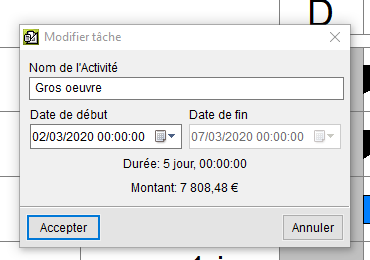 D
Modifier tâche
Nom de l'Activité
Gros oeuvre
Date de début Date de fin
02/03/2020 00:00:00 07/03/2020 00:00:00
Durée: 5 jour, 00:00:00
Montant: 7 808,48 €
Accepter Annuler